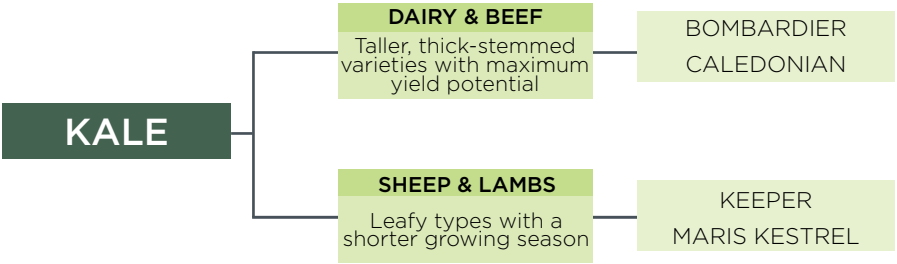 KALE
DAIRY & BEEF
Taller, thick-stemmed
varieties with maximum
yield potential
BOMBARDIER
CALEDONIAN
SHEEP & LAMBS
Leafy types with a
shorter growing season
KEEPER
MARIS KESTREL